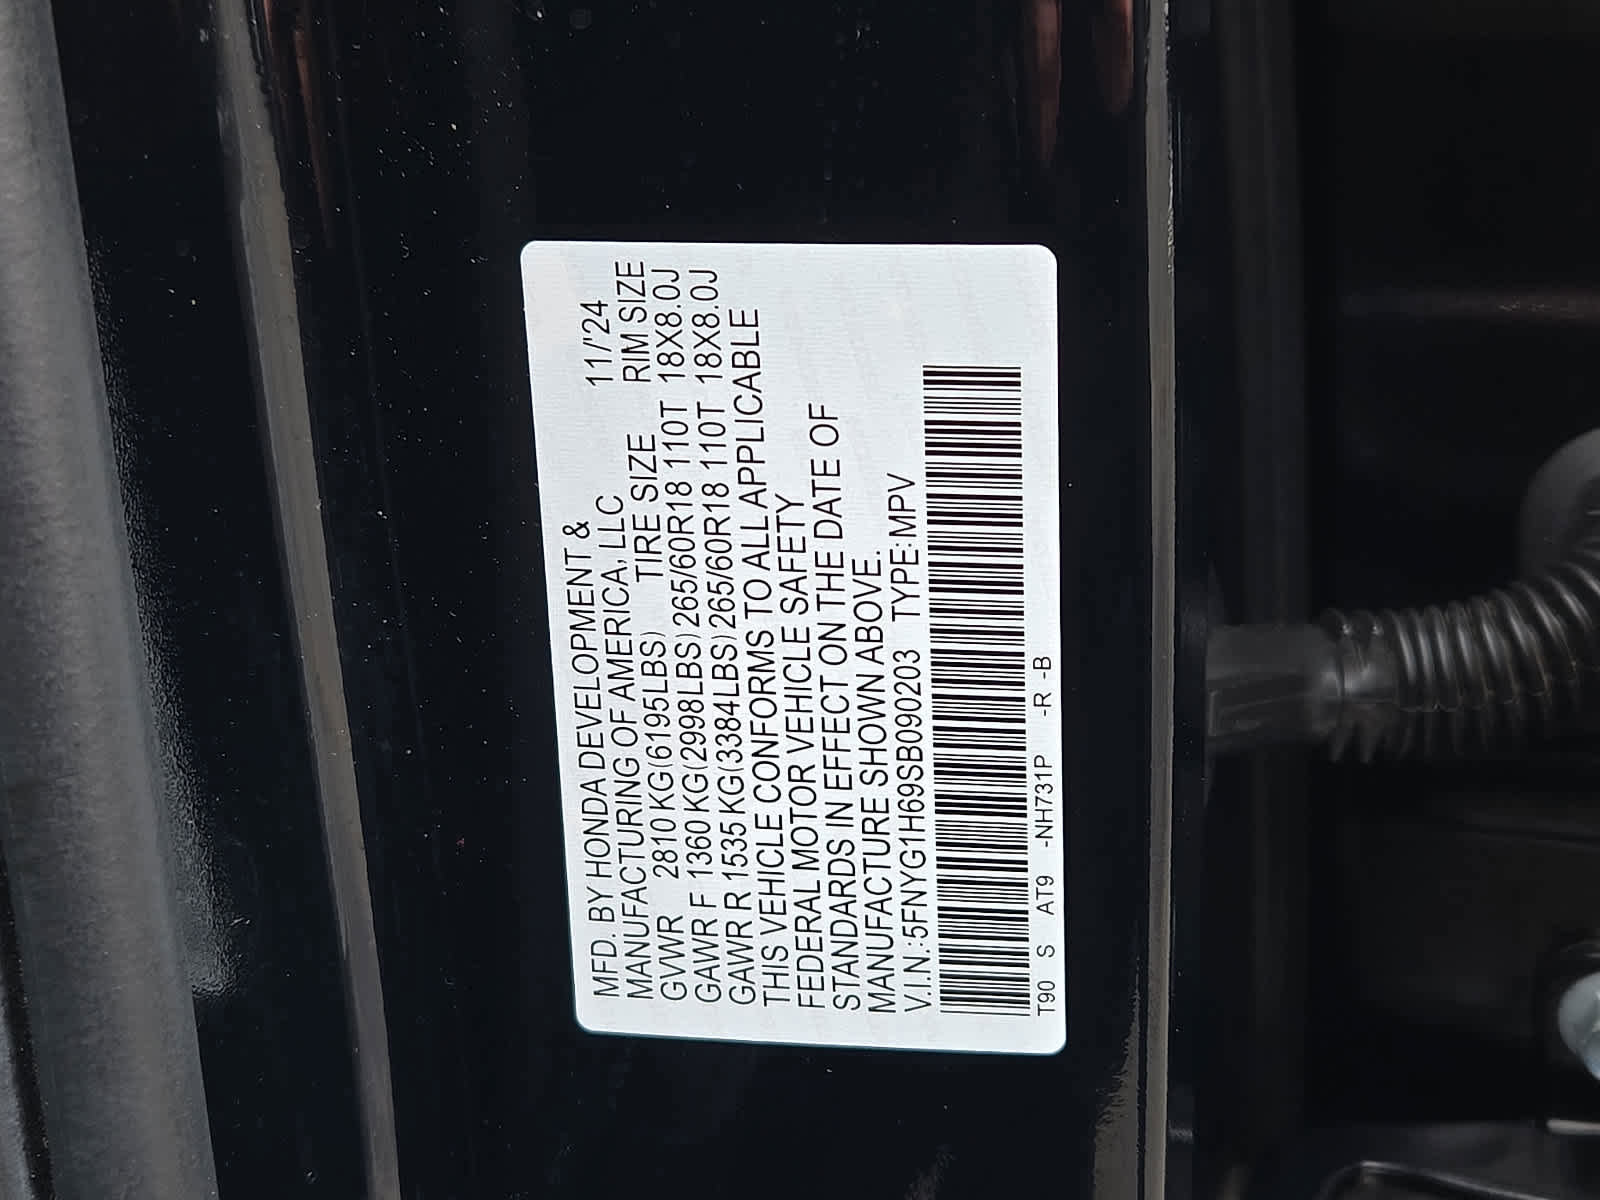 MFD. BY HONDA DEVELOPMENT &
MANUFACTURING OF AMERICA, LLC 11/'24
TIRE SIZE RIM SIZE
GVWR 2810 KG(6195LBS)
GAWR F 1360 KG(2998LBS) 265/60R18 110T 18X8.0J
GAWR R 1535 KG(3384LBS) 265/60R18 110T 18X8.0J
THIS VEHICLE CONFORMS TO ALL APPLICABLE
FEDERAL MOTOR VEHICLE SAFETY
STANDARDS IN EFFECT ON THE DATE OF
MANUFACTURE SHOWN ABOVE.
V.I.N.:5FNYG1H69SB090203 TYPE:MPV
T90 S AT9 -NH731P -R -B